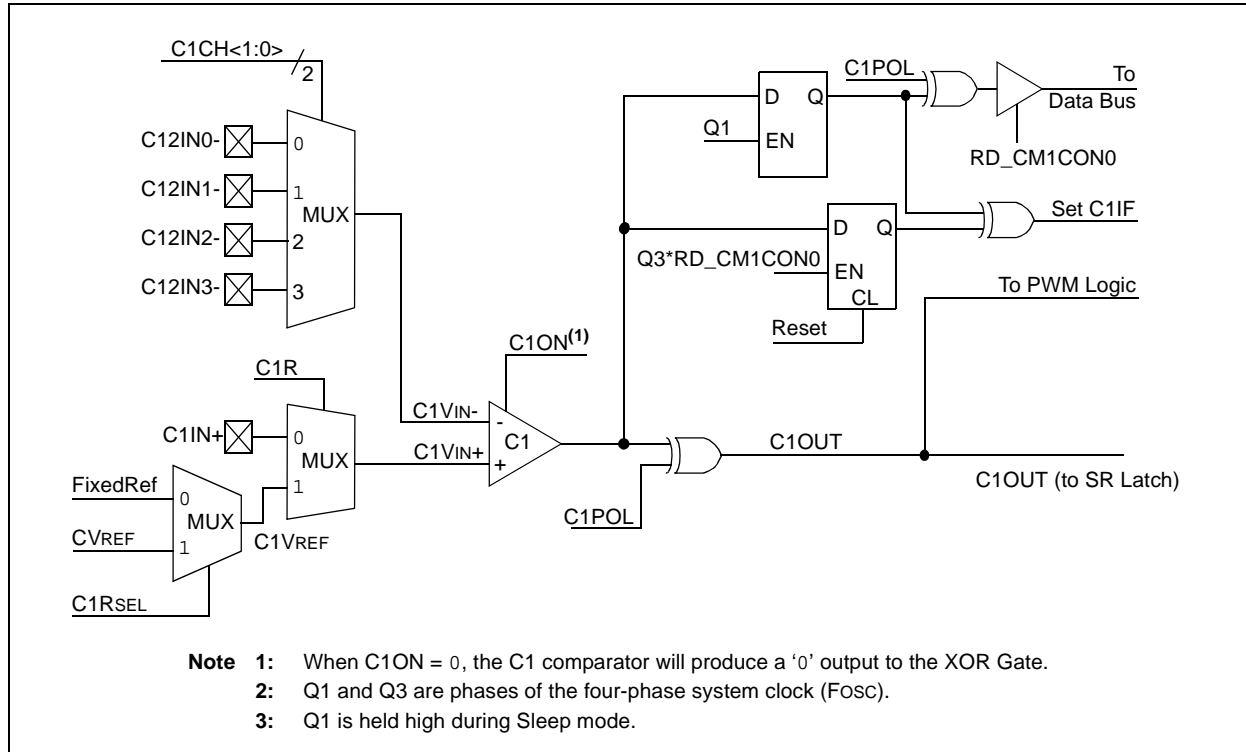 C1CH<1:0>
2
C12IN0-
0
C12IN1-
1
MUX
C12IN2-
2
C12IN3-
3
C1R
C1IN+
0
MUX
1
FixedRef
0
MUX
CVREF
1
C1VREF
C1RSEL
C1ON(1)
C1VIN-
-
C1
C1VIN+
+
D
Q
Q1
EN
C1POL
To
Data Bus
RD_CM1CON0
D
Q
Q3*RD_CM1CON0
EN
CL
Reset
Set C1IF
To PWM Logic
C1OUT
C1POL
C1OUT (to SR Latch)
Note 1: When C1ON = 0, the C1 comparator will produce a ‘0’ output to the XOR Gate.
2: Q1 and Q3 are phases of the four-phase system clock (FOSC).
3: Q1 is held high during Sleep mode.